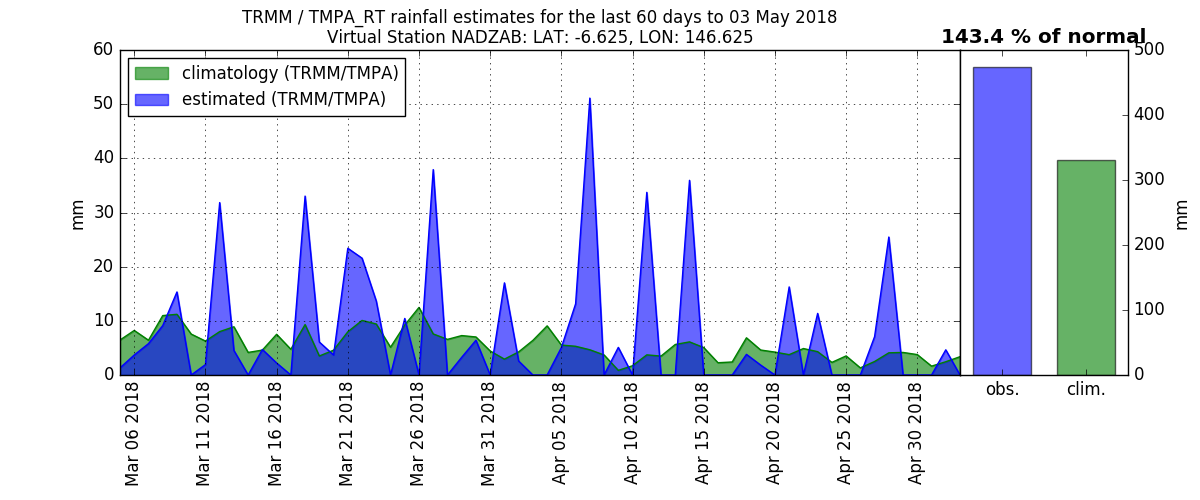 TRMM / TMPA_RT rainfall estimates for the last 60 days to 03 May 2018
Virtual Station NADZAB: LAT: -6.625, LON: 146.625
143.4 % of normal
climatology (TRMM/TMPA)
estimated (TRMM/TMPA)
60
50
40
30
20
10
0
mm
Mar 06 2018
Mar 11 2018
Mar 16 2018
Mar 21 2018
Mar 26 2018
Mar 31 2018
Apr 05 2018
Apr 10 2018
Apr 15 2018
Apr 20 2018
Apr 25 2018
Apr 30 2018
obs.
clim.
500
400
300
200
100
0
mm